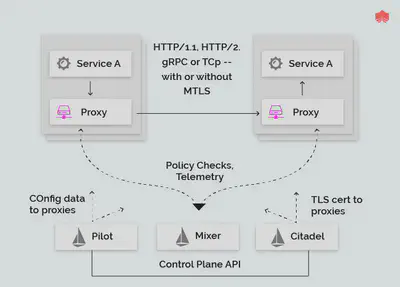 Service A
Proxy
HTTP/1.1, HTTP/2.
gRPC or TCp --
with or without
MTLS
Service A
Proxy
Policy Checks,
Telemetry
COnfig data
to proxies
TLS cert to
proxies
Pilot
Mixer
Citadel
Control Plane API